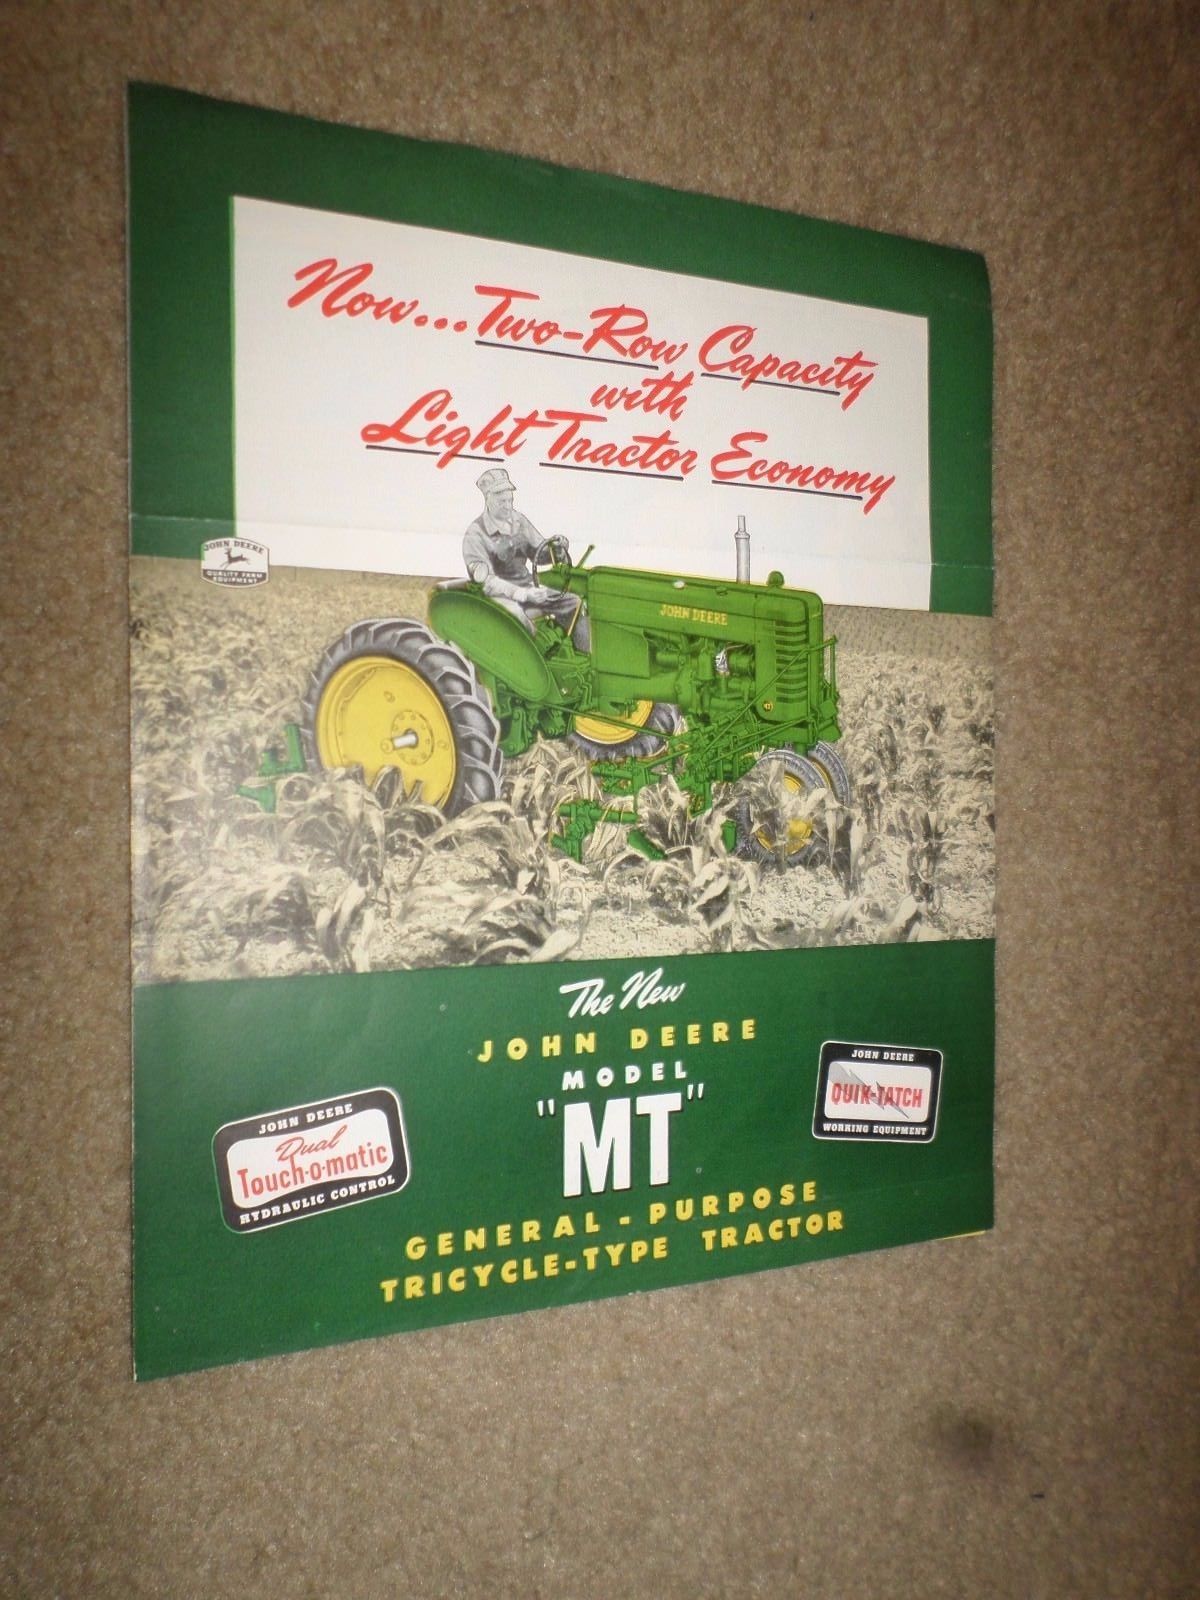 Now...Two-Row Capacity
with
Light Tractor Economy
JOHN DEERE
QUALITY FARM
EQUIPMENT
JOHN DEERE
MT
The New
JOHN DEERE
MODEL
"MT"
GENERAL-PURPOSE
TRICYCLE-TYPE TRACTOR
JOHN DEERE
Dual
Touch-o-matic
HYDRAULIC CONTROL
JOHN DEERE
QUIK-TATCH
WORKING EQUIPMENT